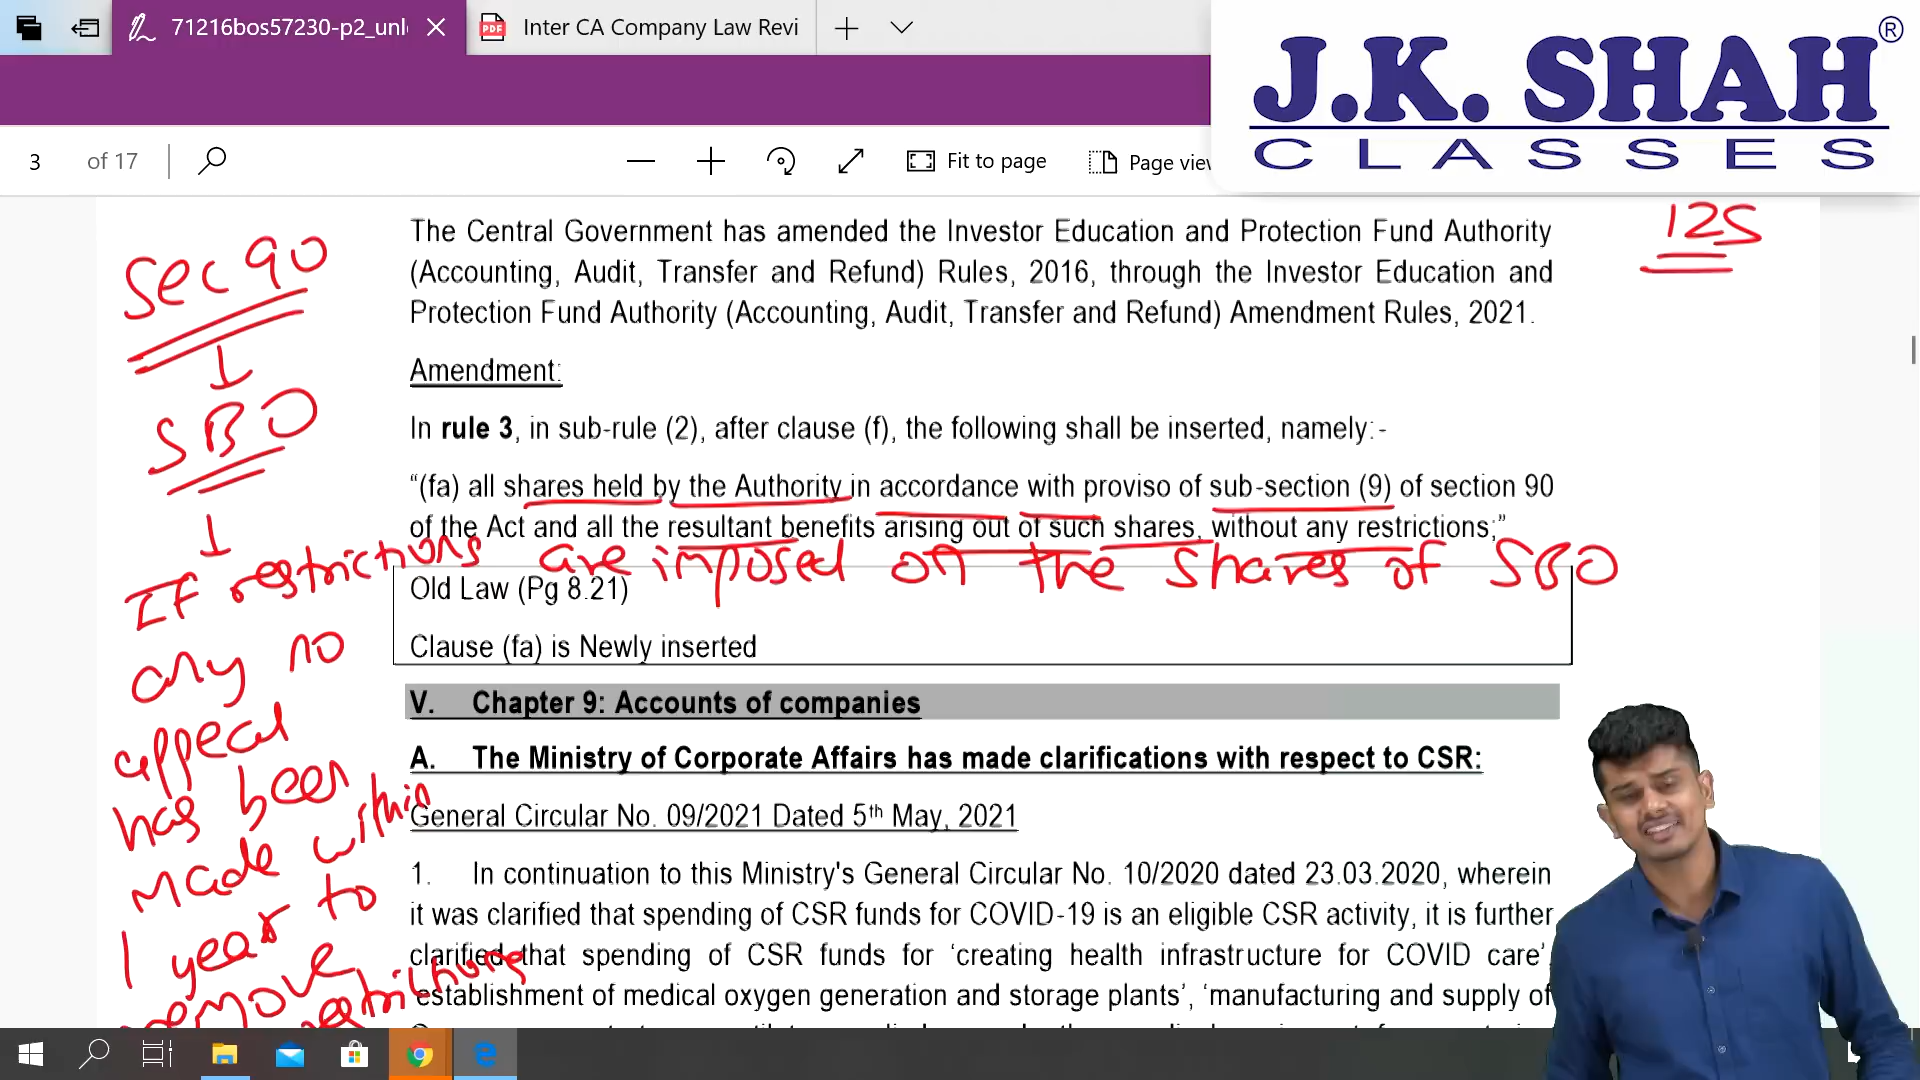 71216bos57230-p2_unl
Inter CA Company Law Revi
J.K. SHAH®
CLASSES
3 of 17
Fit to page
Page view
125
The Central Government has amended the Investor Education and Protection Fund Authority
(Accounting, Audit, Transfer and Refund) Rules, 2016, through the Investor Education and
Protection Fund Authority (Accounting, Audit, Transfer and Refund) Amendment Rules, 2021.
Sec 90
Amendment:
SBO
In rule 3, in sub-rule (2), after clause (f), the following shall be inserted, namely:-
“(fa) all shares held by the Authority in accordance with proviso of sub-section (9) of section 90
of the Act and all the resultant benefits arising out of such shares, without any restrictions;”
If restrictions are imposed on the shares of SBO
Old Law (Pg 8.21)
Clause (fa) is Newly inserted
any no
appeal
has been
made within
1 year to
remove
restrictions
V. Chapter 9: Accounts of companies
A. The Ministry of Corporate Affairs has made clarifications with respect to CSR:
General Circular No. 09/2021 Dated 5th May, 2021
1. In continuation to this Ministry's General Circular No. 10/2020 dated 23.03.2020, wherein
it was clarified that spending of CSR funds for COVID-19 is an eligible CSR activity, it is further
clarified that spending of CSR funds for ‘creating health infrastructure for COVID care’,
‘establishment of medical oxygen generation and storage plants’, ‘manufacturing and supply of